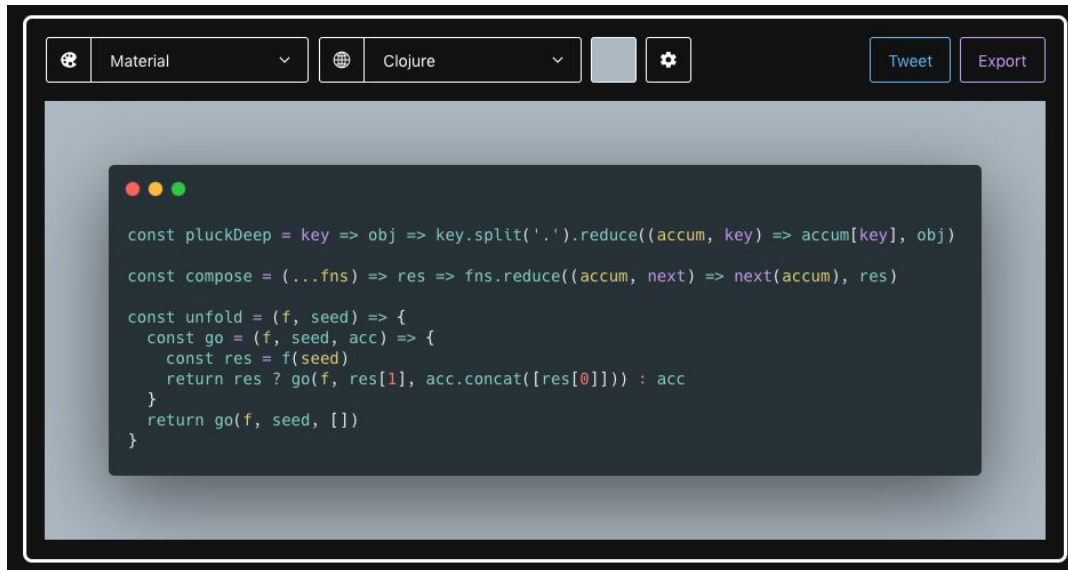 Material
Clojure
Tweet
Export
const pluckDeep = key => obj => key.split('.').reduce((accum, key) => accum[key], obj)
const compose = (...fns) => res => fns.reduce((accum, next) => next(accum), res)
const unfold = (f, seed) => {
  const go = (f, seed, acc) => {
    const res = f(seed)
    return res ? go(f, res[1], acc.concat([res[0]])) : acc
  }
  return go(f, seed, [])
}